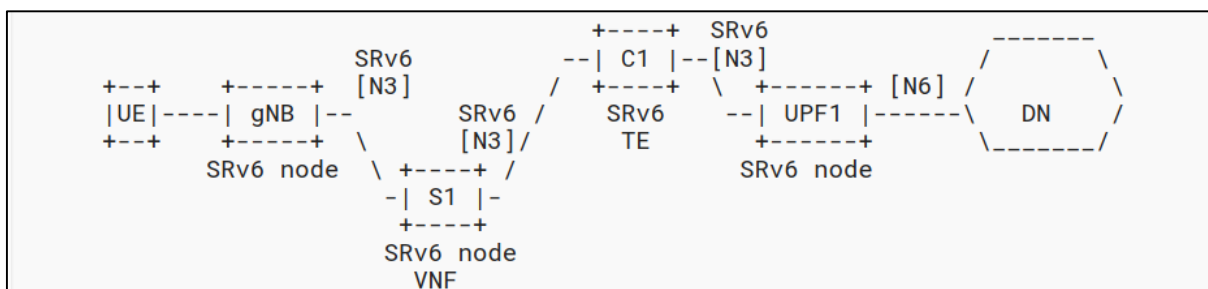 +----+  SRv6            _______
                      SRv6             --| C1 |--[N3]           /       \
+--+      +-----+  [N3]          /  +----+  \  +------+ [N6] /         \
|UE|----| gNB |--       SRv6 /    SRv6     --| UPF1 |------\    DN     /
+--+      +-----+  \      [N3]/      TE        +------+        \_______/
        SRv6 node  \ +----+ /                SRv6 node
                    -| S1 |-
                     +----+
                    SRv6 node
                       VNF